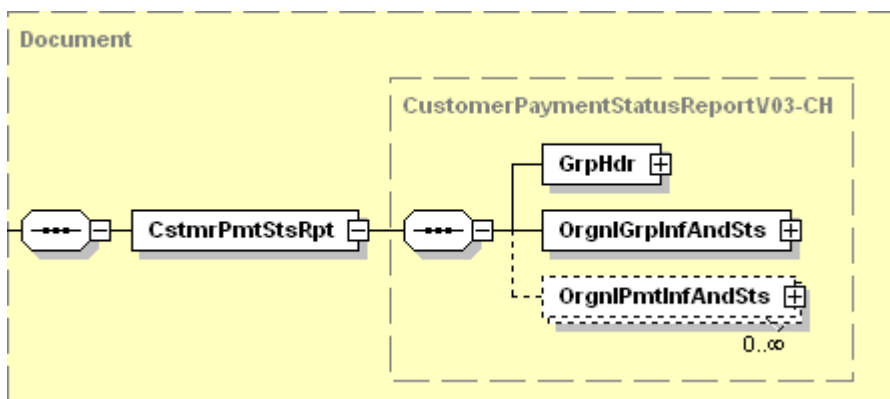 Document
CustomerPaymentStatusReportV03-CH
GrpHdr
CstmrPmtStsRpt
OrgnlGrpInfAndSts
OrgnlPmtInfAndSts
0..∞